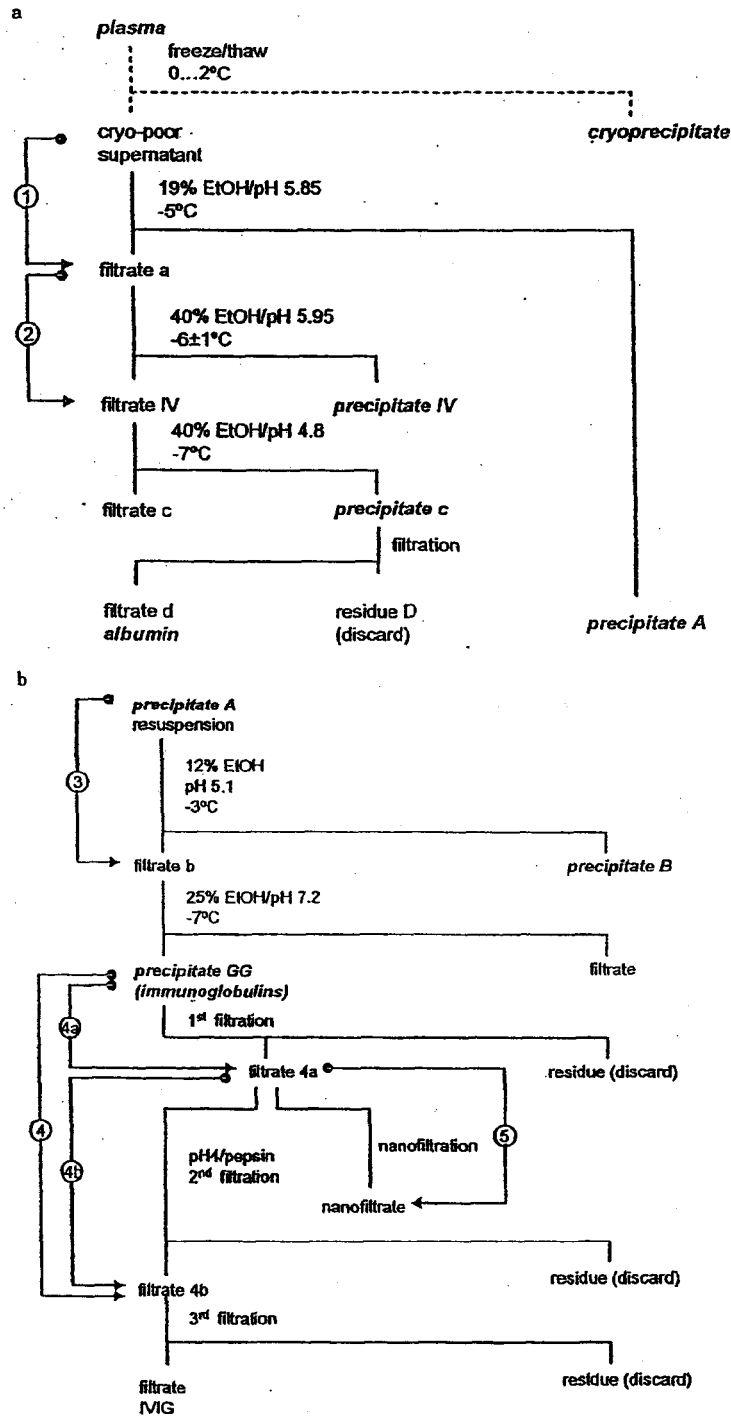 a
plasma
freeze/thaw
0...2°C
cryo-poor
supernatant
cryoprecipitate
1
19% EtOH/pH 5.85
-5°C
filtrate a
2
40% EtOH/pH 5.95
-6±1°C
filtrate IV
precipitate IV
40% EtOH/pH 4.8
-7°C
filtrate c
precipitate c
filtration
filtrate d
albumin
residue D
(discard)
precipitate A
b
precipitate A
resuspension
3
12% EtOH
pH 5.1
-3°C
filtrate b
precipitate B
25% EtOH/pH 7.2
-7°C
precipitate GG
(immunoglobulins)
filtrate
4a
1st filtration
filtrate 4a
residue (discard)
4
4b
5
pH4/pepsin
2nd filtration
nanofiltration
nanofiltrate
residue (discard)
filtrate 4b
3rd filtration
residue (discard)
filtrate
IVIG